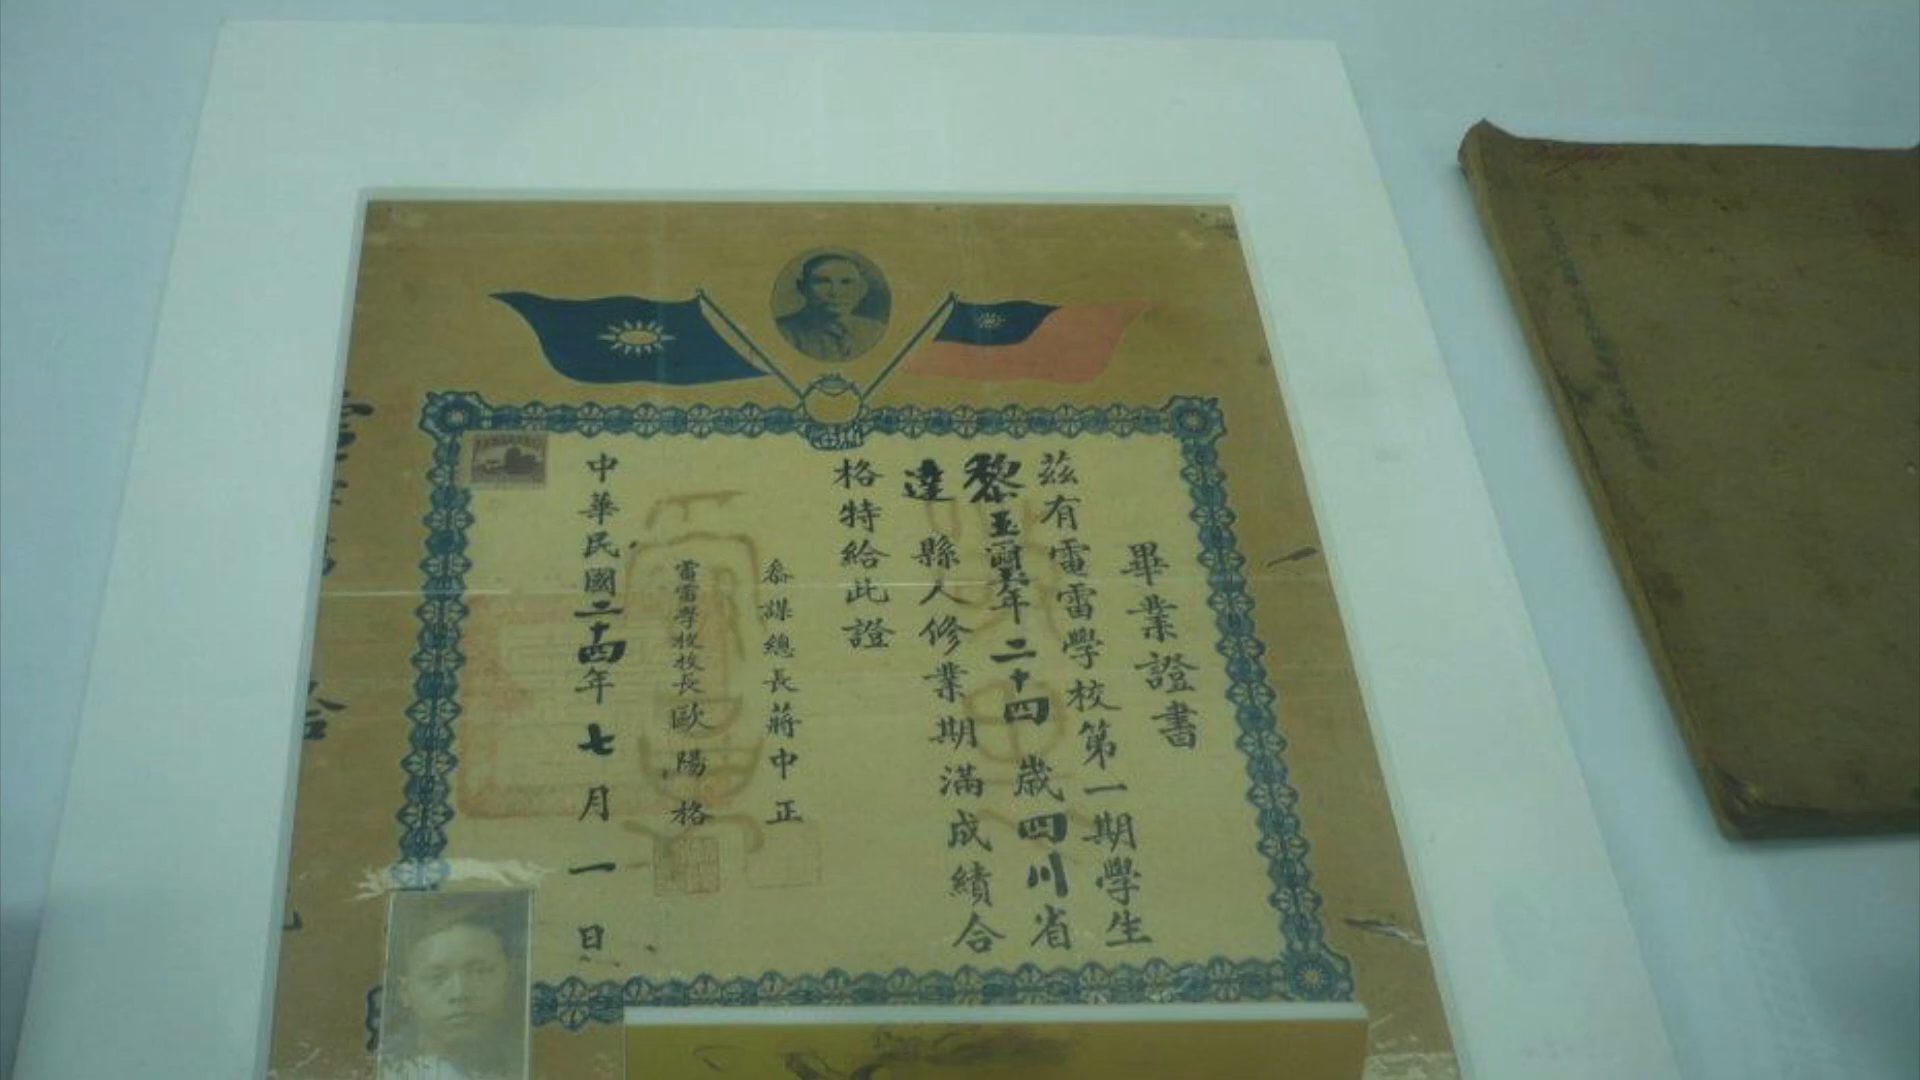 畢業證書
茲有電雷學校第一期學生
黎玉璽年二十四歲四川省
達縣人修業期滿成績合
格特給此證
參謀總長蔣中正
電雷學校校長歐陽格
中華民國二十四年七月一日